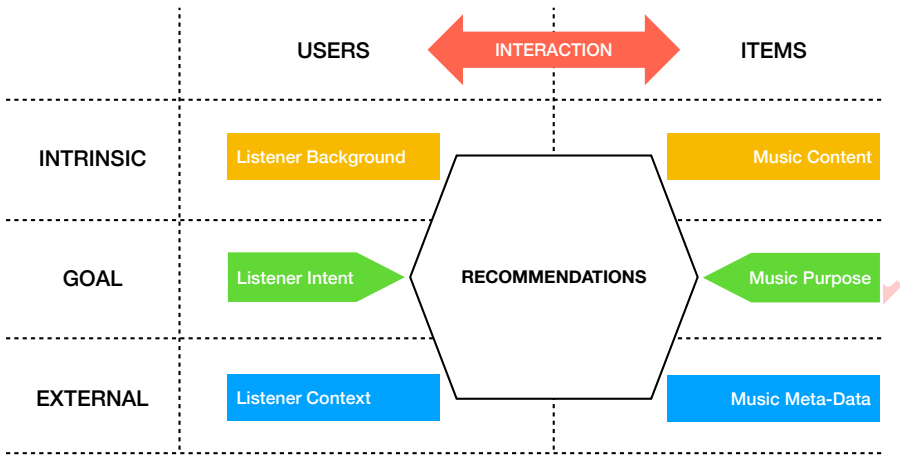 USERS
INTERACTION
ITEMS
INTRINSIC
Listener Background
Music Content
GOAL
Listener Intent
RECOMMENDATIONS
Music Purpose
EXTERNAL
Listener Context
Music Meta-Data